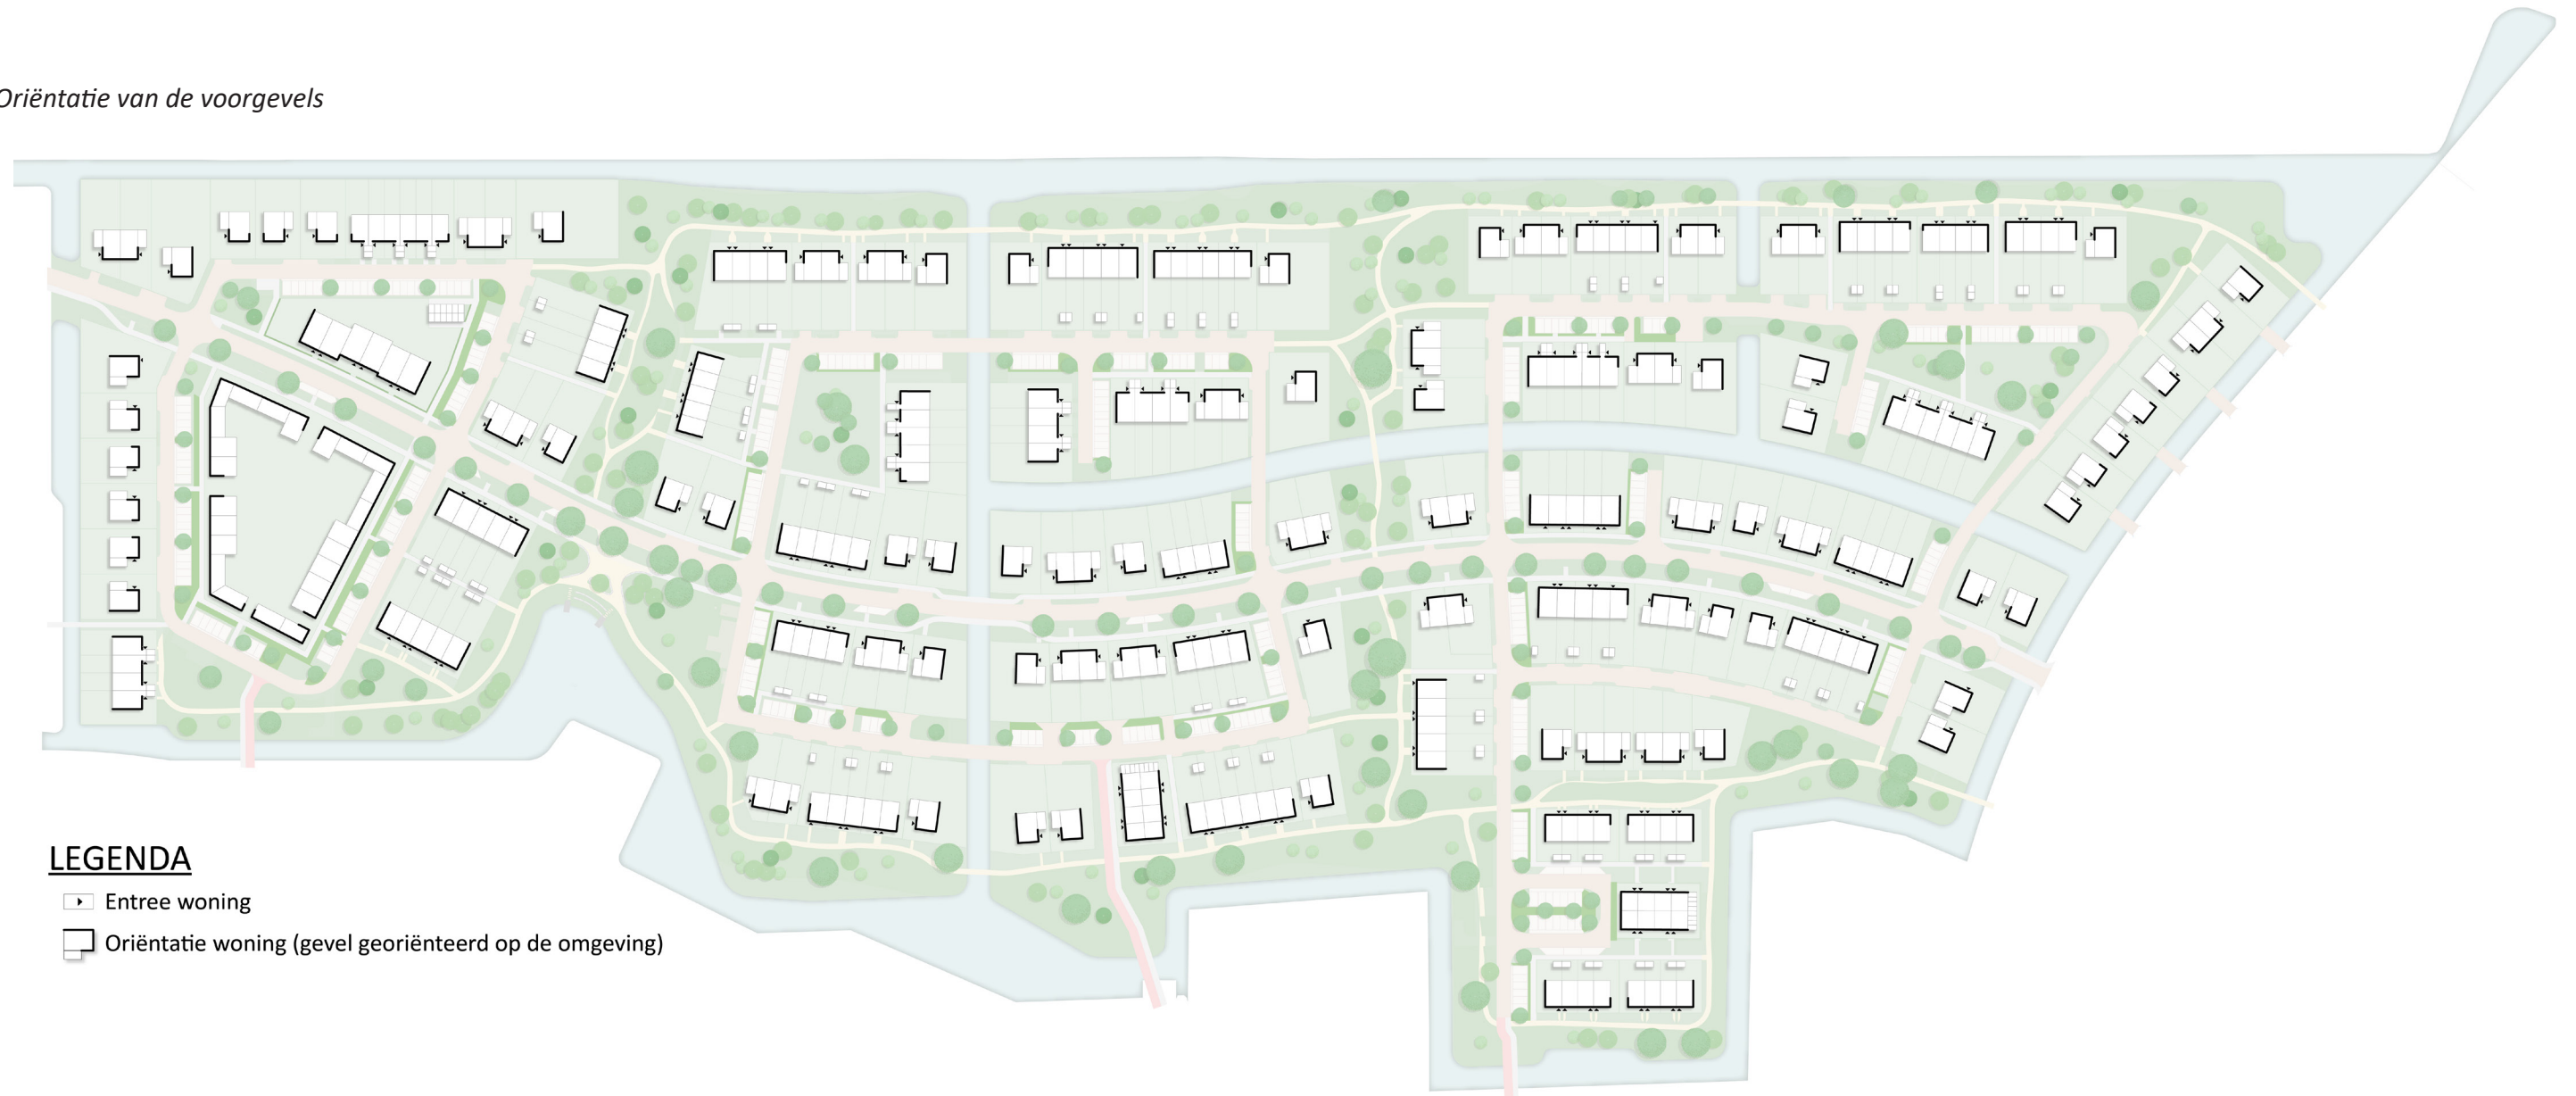 Oriëntatie van de voorgevels
LEGENDA
Entree woning
Oriëntatie woning (gevel georiënteerd op de omgeving)